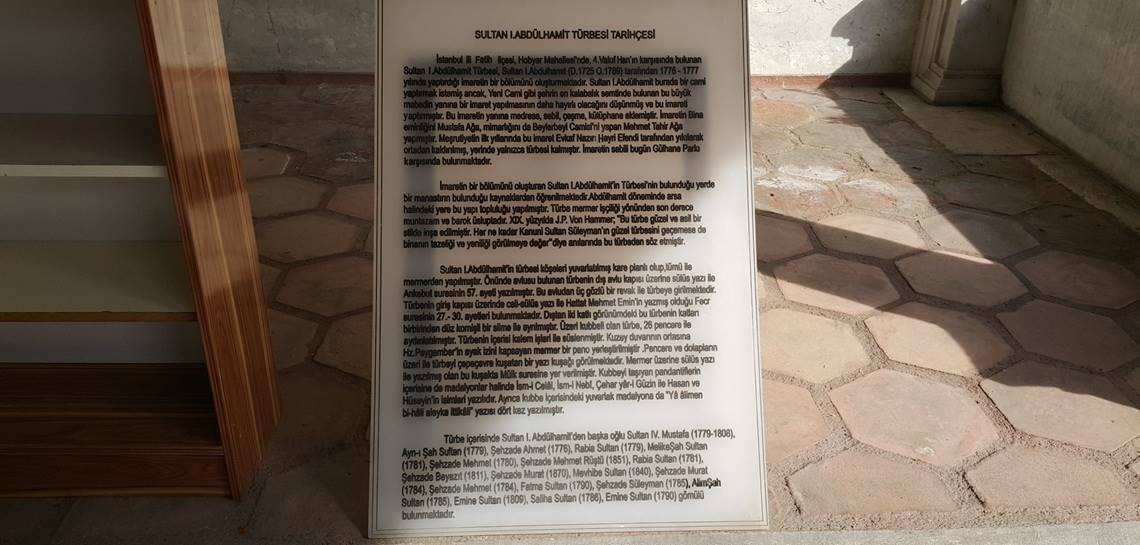 SULTAN I.ABDÜLHAMİT TÜRBESİ TARİHÇESİ
İstanbul ili Fatih ilçesi, Hobyar Mahallesi'nde, 4.Vakıf Han'ın karşısında bulunan
Sultan I.Abdülhamit Türbesi, Sultan I.Abdulhamit (D.1725 Ö.1789) tarafından 1776 - 1777
yılında yaptırdığı imaretin bir bölümünü oluşturmaktadır. Sultan I.Abdülhamit burada bir cami
yaptırmak istemiş ancak, Yeni Cami gibi şehrin en kalabalık semtinde bulunan bu büyük
mabedin yanına bir imaret yapılmasının daha hayırlı olacağını düşünmüş ve bu imareti
yaptırmıştır. Bu imaretin yanına medrese, sebil, çeşme, kütüphane eklemiştir. İmaretin Bina
eminliğini Mustafa Ağa, mimarlığını da Beylerbeyi Camisi'ni yapan Mehmet Tahir Ağa
yapmıştır. Meşrutiyetin ilk yıllarında bu imaret Evkaf Nazırı Hayri Efendi tarafından yıkılarak
ortadan kaldırılmış, yerinde yalnızca türbesi kalmıştır. İmaretin sebili bugün Gülhane Parkı
karşısında bulunmaktadır.
İmaretin bir bölümünü oluşturan Sultan I.Abdülhamit'in Türbesi'nin bulunduğu yerde
bir manastırın bulunduğu kaynaklardan öğrenilmektedir.Abdülhamit döneminde arsa
halindeki yere bu yapı topluluğu yapılmıştır. Türbe mermer işçiliği yönünden son derece
muntazam ve barok üsluptadır. XIX, yüzyılda J.P. Von Hammer; "Bu türbe güzel ve asil bir
stilde inşa edilmiştir. Her ne kadar Kanuni Sultan Süleyman'ın güzel türbesini geçemese de
binanın tazeliği ve yeniliği görülmeye değer"diye anılarında bu türbeden söz etmiştir.
Sultan I.Abdülhamit'in türbesi köşeleri yuvarlatılmış kare planlı olup,tümü ile
mermerden yapılmıştır. Önünde avlusu bulunan türbenin dış avlu kapısı üzerine sülüs yazı ile
Ankebut suresinin 57. ayeti yazılmıştır. Bu avludan üç gözlü bir revak ile türbeye girilmektedir.
Türbenin giriş kapısı üzerinde celi-sülüs yazı ile Hattat Mehmet Emin'in yazmış olduğu Fecr
suresinin 27.- 30. ayetleri bulunmaktadır. Dıştan iki katlı görünümdeki bu türbenin katları
birbirinden düz kornişli bir silme ile ayrılmıştır. Üzeri kubbeli olan türbe, 26 pencere ile
aydınlatılmıştır. Türbenin içerisi kalem işleri ile süslenmiştir. Kuzey duvarının ortasına
Hz.Peygamber'in ayak izini kapsayan mermer bir pano yerleştirilmiştir .Pencere ve dolapların
üzeri ile türbeyi çepeçevre kuşatan bir yazı kuşağı görülmektedir. Mermer üzerine sülüs yazı
ile yazılmış olan bu kuşakta Mülk suresine yer verilmiştir. Kubbeyi taşıyan pandantiflerin
içerisine de madalyonlar halinde İsm-i Celâl, İsm-i Nebî, Çehar yâr-i Güzin ile Hasan ve
Hüseyin'in isimleri yazılıdır. Ayrıca kubbe içerisindeki yuvarlak madalyona da "Yâ âlimen
bi-hâli aleyke ittikâli" yazısı dört kez yazılmıştır.
Türbe içerisinde Sultan I. Abdülhamit'den başka oğlu Sultan IV. Mustafa (1779-1808),
Ayn-ı Şah Sultan (1779), Şehzade Ahmet (1776), Rabia Sultan (1779), MelikeŞah Sultan
(1781), Şehzade Mehmet (1780), Şehzade Mehmet Rüştü (1851), Rabia Sultan (1781),
Şehzade Beyazıt (1811), Şehzade Murat (1870), Mevhibe Sultan (1840), Şehzade Murat
(1784), Şehzade Mehmet (1784), Fatma Sultan (1790), Şehzade Süleyman (1785), AlimŞah
Sultan (1785), Emine Sultan (1809), Saliha Sultan (1786), Emine Sultan (1790) gömülü
bulunmaktadır.